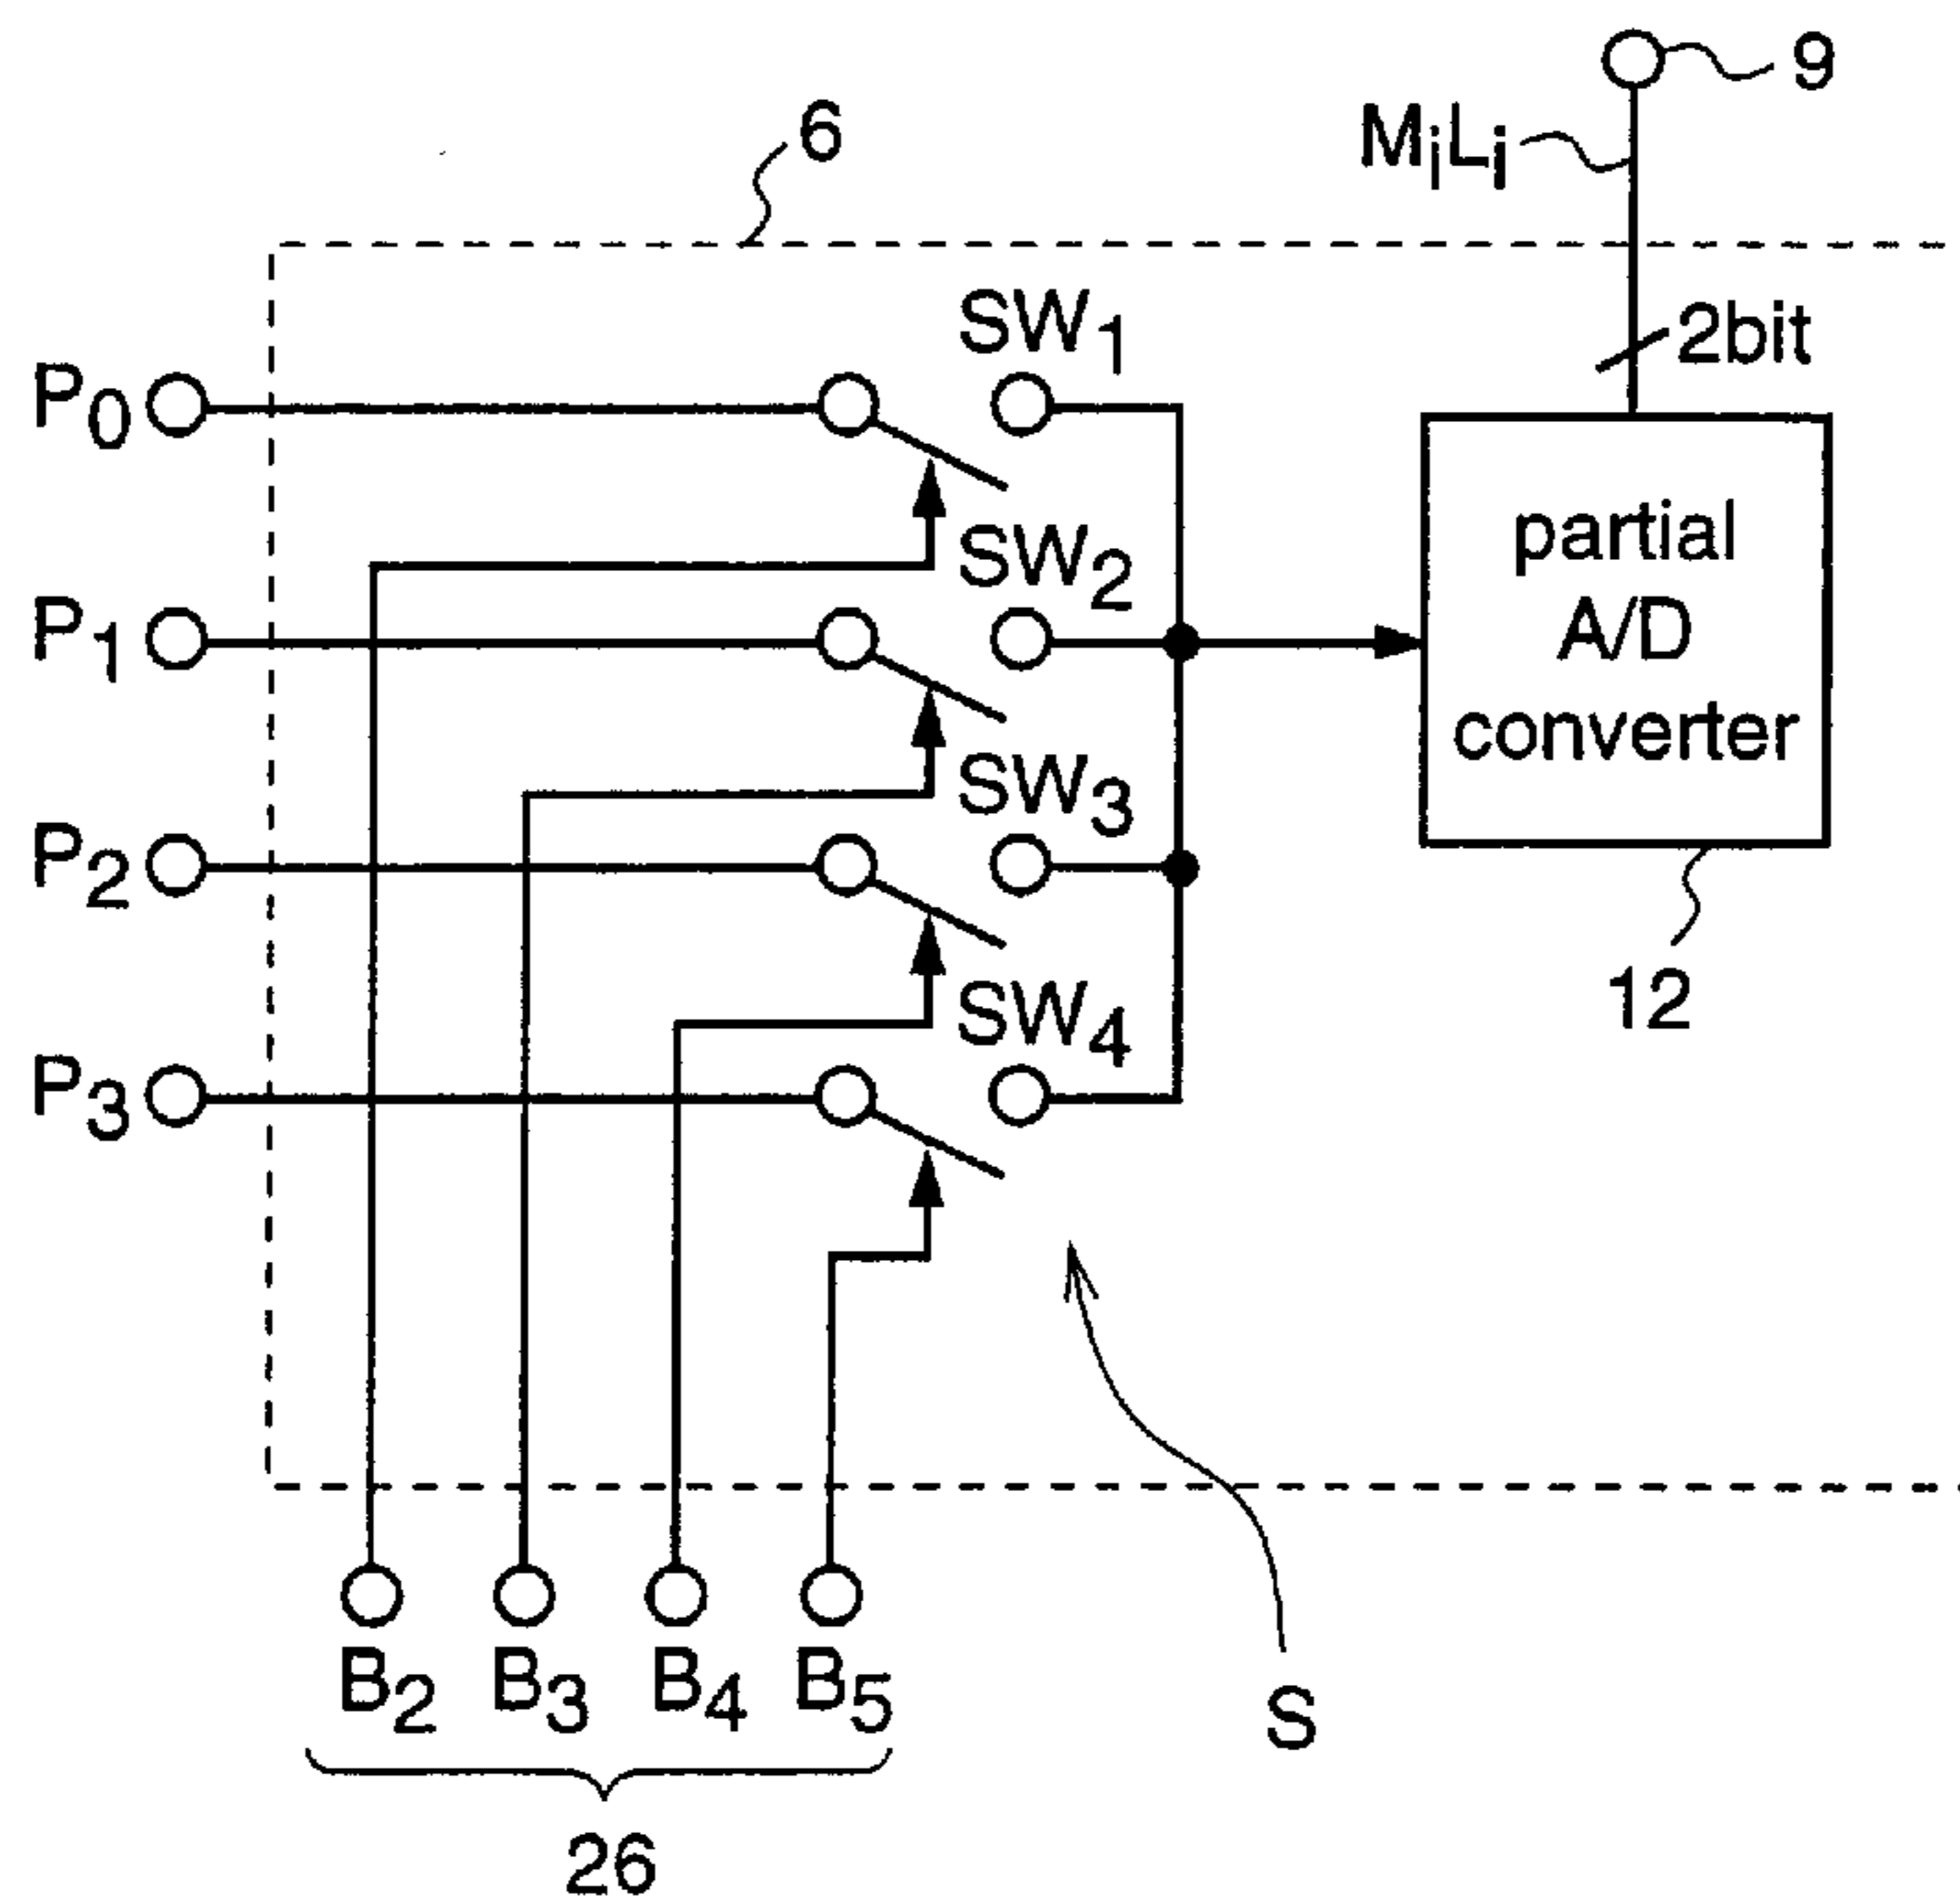 9
MiLi
6
2bit
SW1
P0
SW2
P1
partial
A/D
converter
SW3
P2
SW4
12
P3
B2 B3 B4 B5
S
26